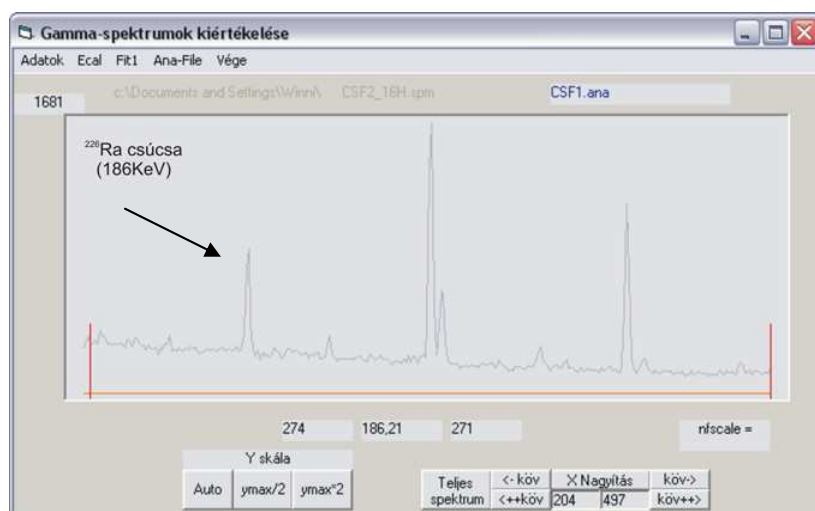 Gamma-spektrumok kiértékelése
Adatok Ecal Fit1 Ana-File Vége
1681 c:\Documents and Settings\Winni\ CSF2_16H.spm CSF1.ana
²²⁶Ra csúcsa
(186KeV)
274 186,21 271 nfscale =
Y skála
Auto ymax/2 ymax*2
Teljes spektrum <- köv X Nagyítás köv->
<++köv 204 497 köv++>